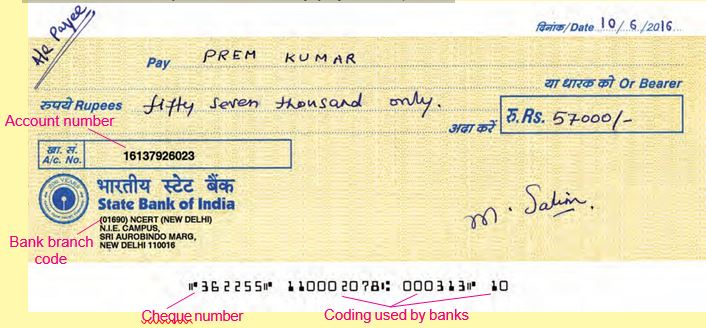 A/c Payee
दिनांक/Date 10/6/2016
Pay PREM KUMAR
या धारक को Or Bearer
रुपये Rupees fifty seven thousand only.
अदा करें रु. Rs. 57000/-
Account number
खा. सं.
A/c. No. 16137926023
भारतीय स्टेट बैंक
State Bank of India
(01690) NCERT (NEW DELHI)
N.I.E. CAMPUS,
SRI AUROBINDO MARG,
NEW DELHI 110016
M. Salim.
Bank branch
code
⑈362255⑈ 110002078⑆ 000313⑈ 10
Cheque number
Coding used by banks